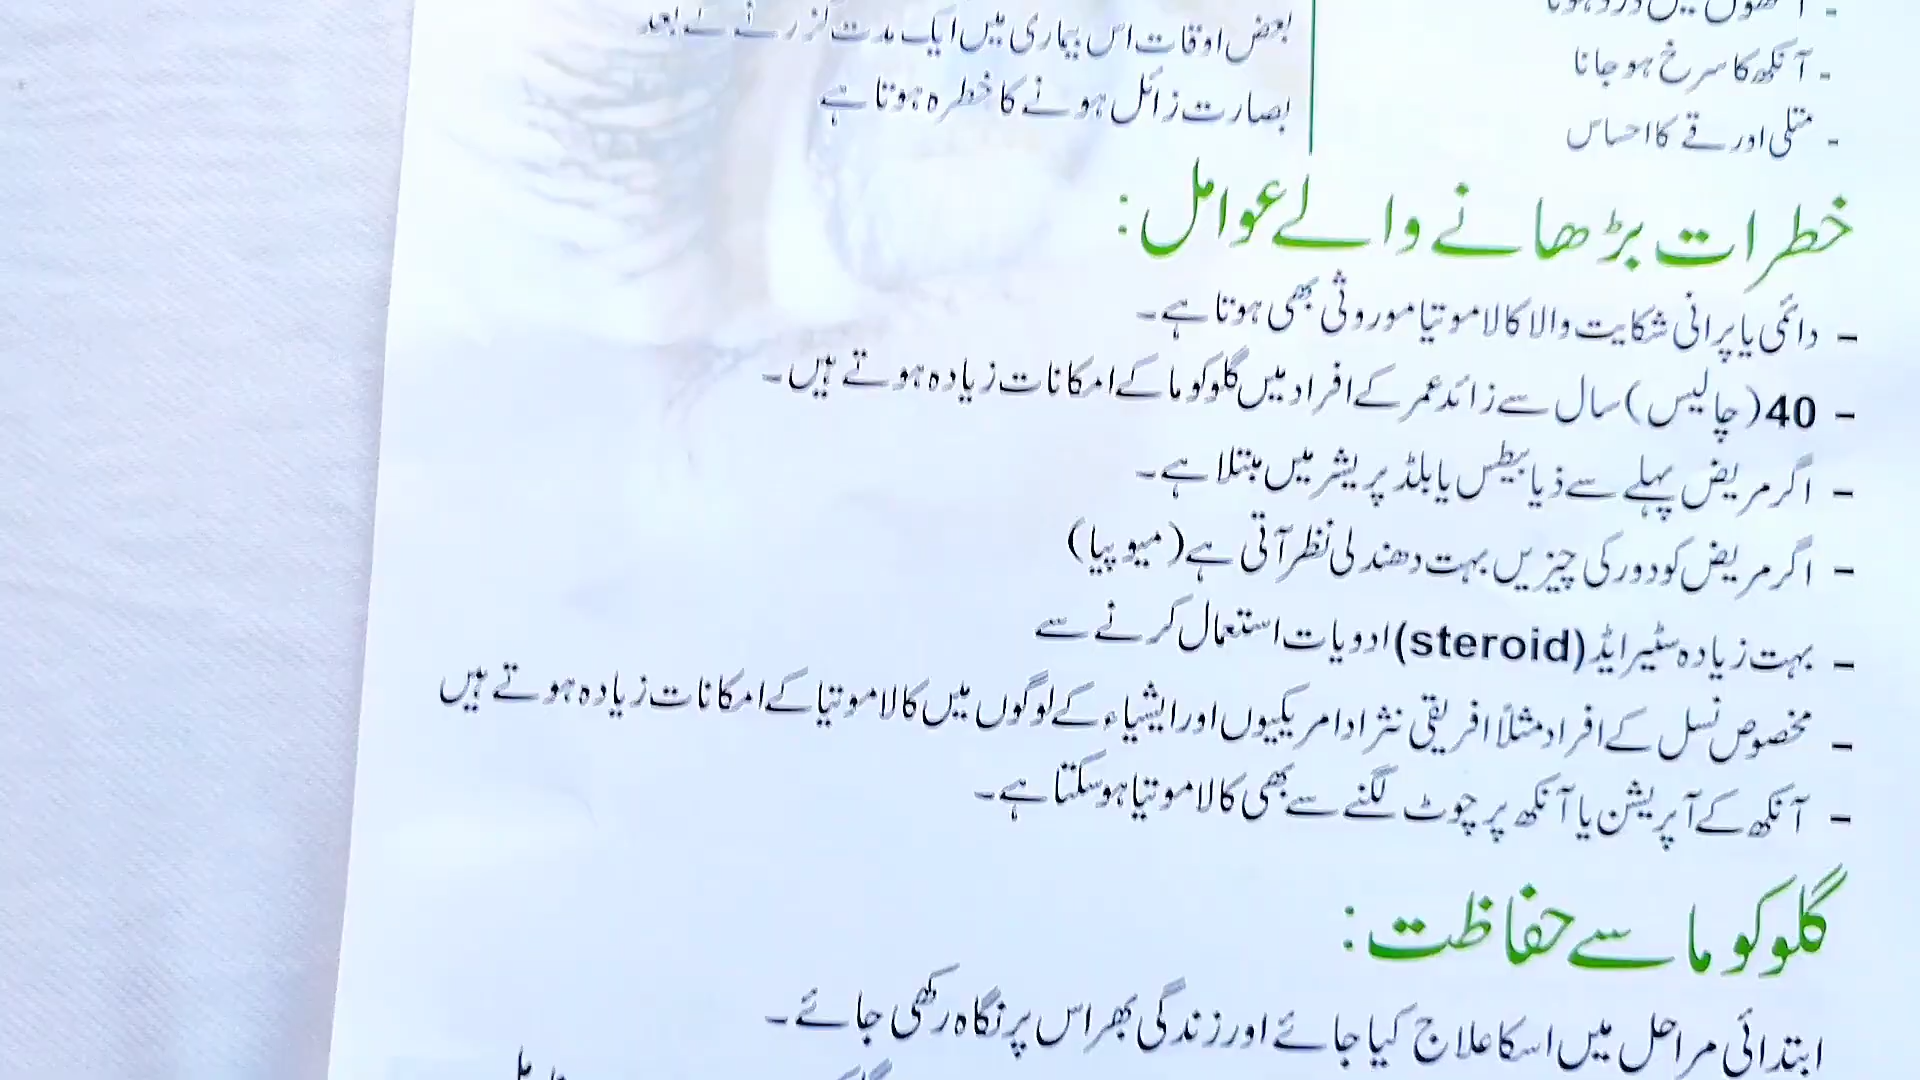 - آنکھ کا سرخ ہو جانا
- متلی اور قے کا احساس
بعض اوقات اس بیماری میں ایک مدت گزرنے کے بعد
بصارت زائل ہونے کا خطرہ ہوتا ہے
خطرات بڑھانے والے عوامل:
- دائمی یا پرانی شکایت والا کالا موتیا موروثی بھی ہوتا ہے۔
- 40 (چالیس) سال سے زائد عمر کے افراد میں گلوکوما کے امکانات زیادہ ہوتے ہیں۔
- اگر مریض پہلے سے ذیابیطس یا بلڈ پریشر میں مبتلا ہے۔
- اگر مریض کو دور کی چیزیں بہت دھندلی نظر آتی ہے (میوپیا)
- بہت زیادہ سٹیرایڈ (steroid) ادویات استعمال کرنے سے
- مخصوص نسل کے افراد مثلاً افریقی نژاد امریکیوں اور ایشیاء کے لوگوں میں کالا موتیا کے امکانات زیادہ ہوتے ہیں
- آنکھ کے آپریشن یا آنکھ پر چوٹ لگنے سے بھی کالا موتیا ہو سکتا ہے۔
گلوکوما سے حفاظت:
ابتدائی مراحل میں اسکا علاج کیا جائے اور زندگی بھر اس پر نگاہ رکھی جائے۔